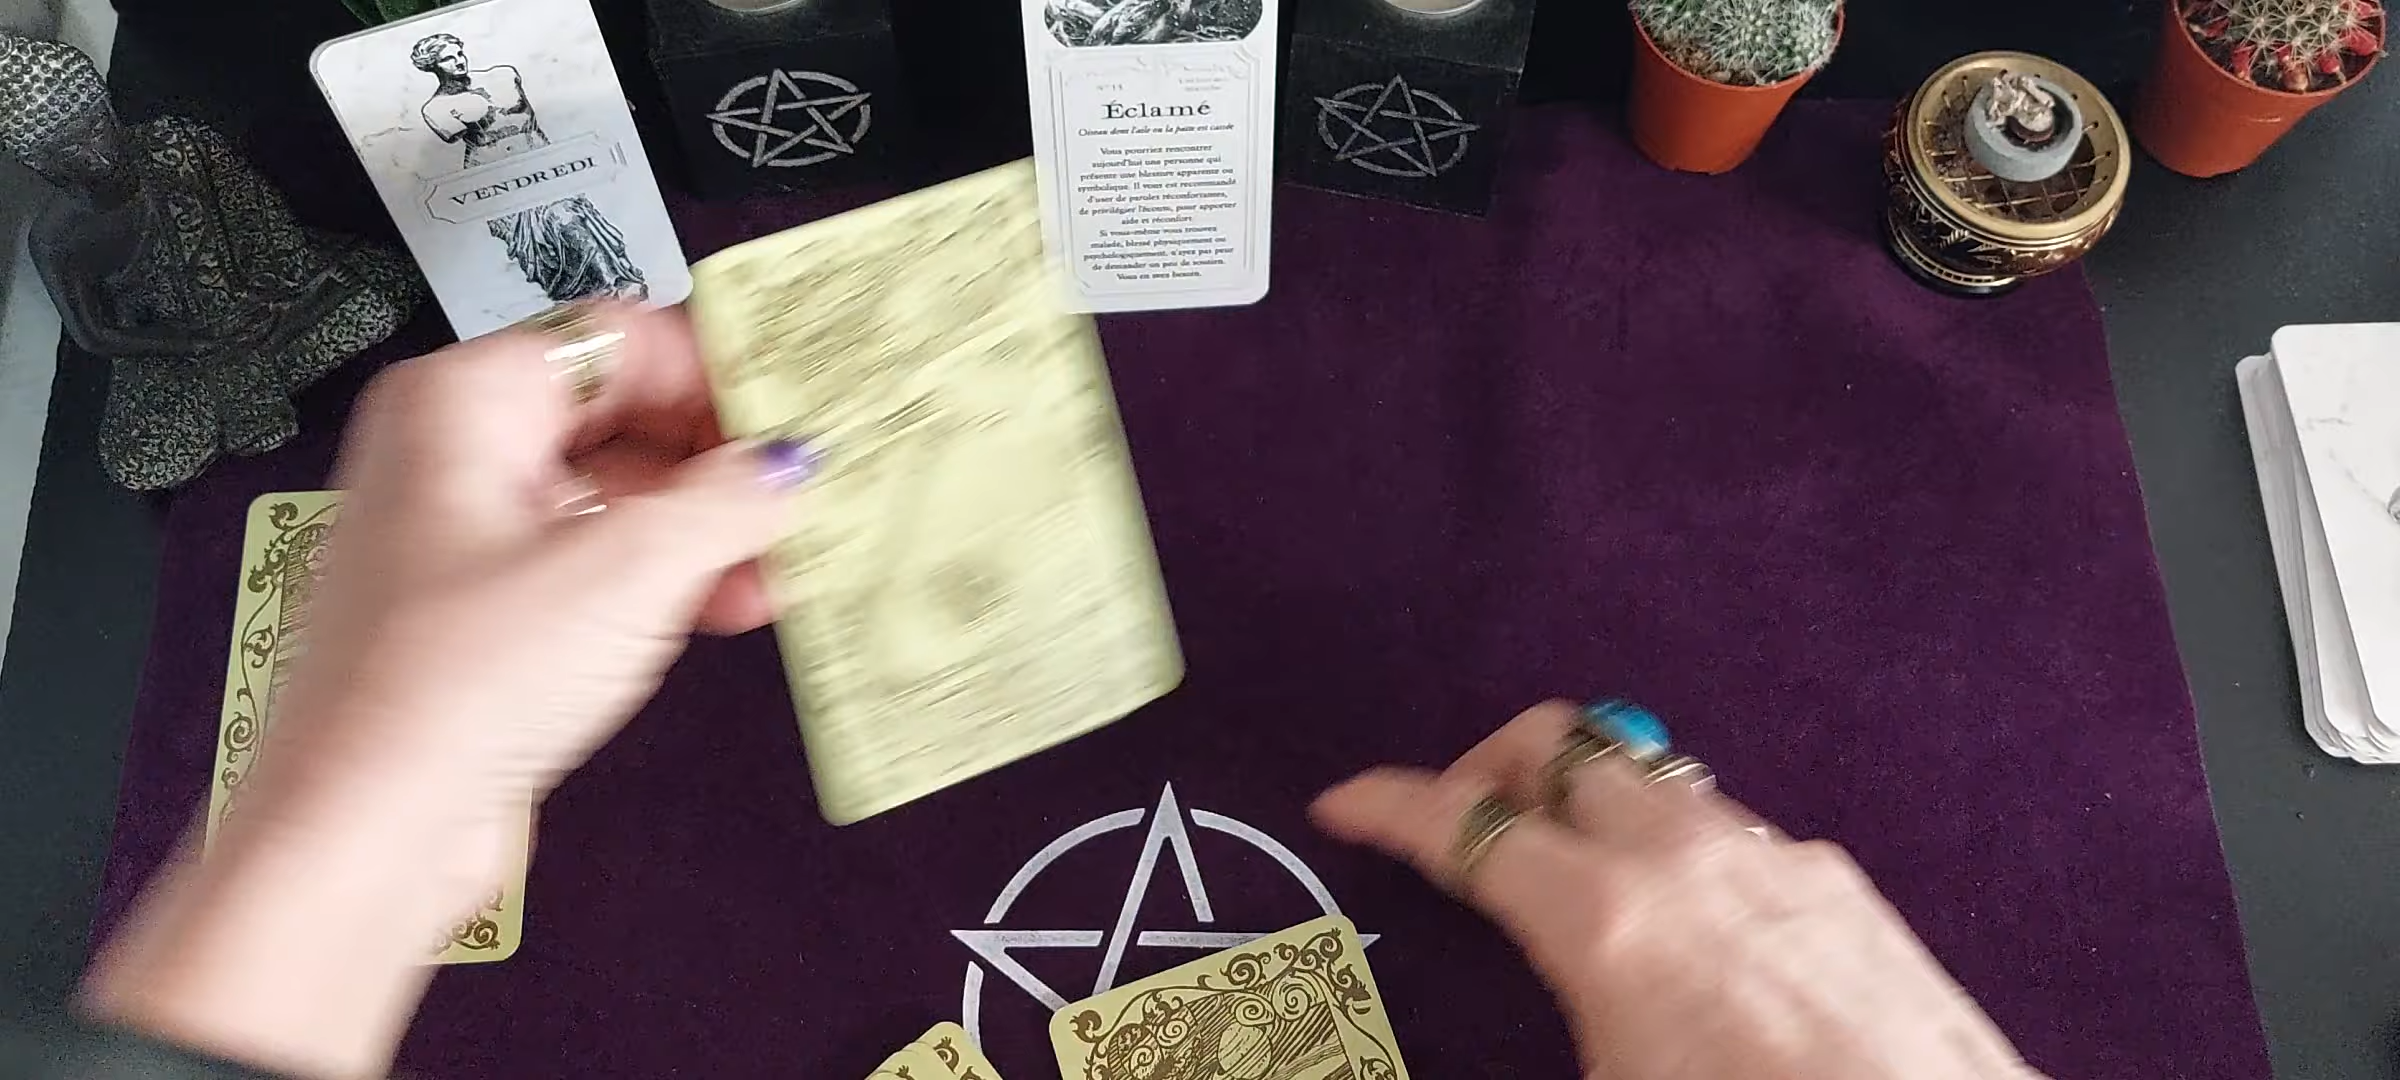 VENDREDI
N°11
Éclamé
Oiseau dont l'aile ou la patte est cassée
Vous pourriez rencontrer
aujourd'hui une personne qui
présente une blessure apparente ou
symbolique. Il vous est recommandé
d'user de paroles réconfortantes,
de privilégier l'écoute, pour apporter
aide et réconfort.
Si vous-même vous trouvez
malade, blessé physiquement ou
psychologiquement, n'ayez pas peur
de demander un peu de soutien.
Vous en avez besoin.